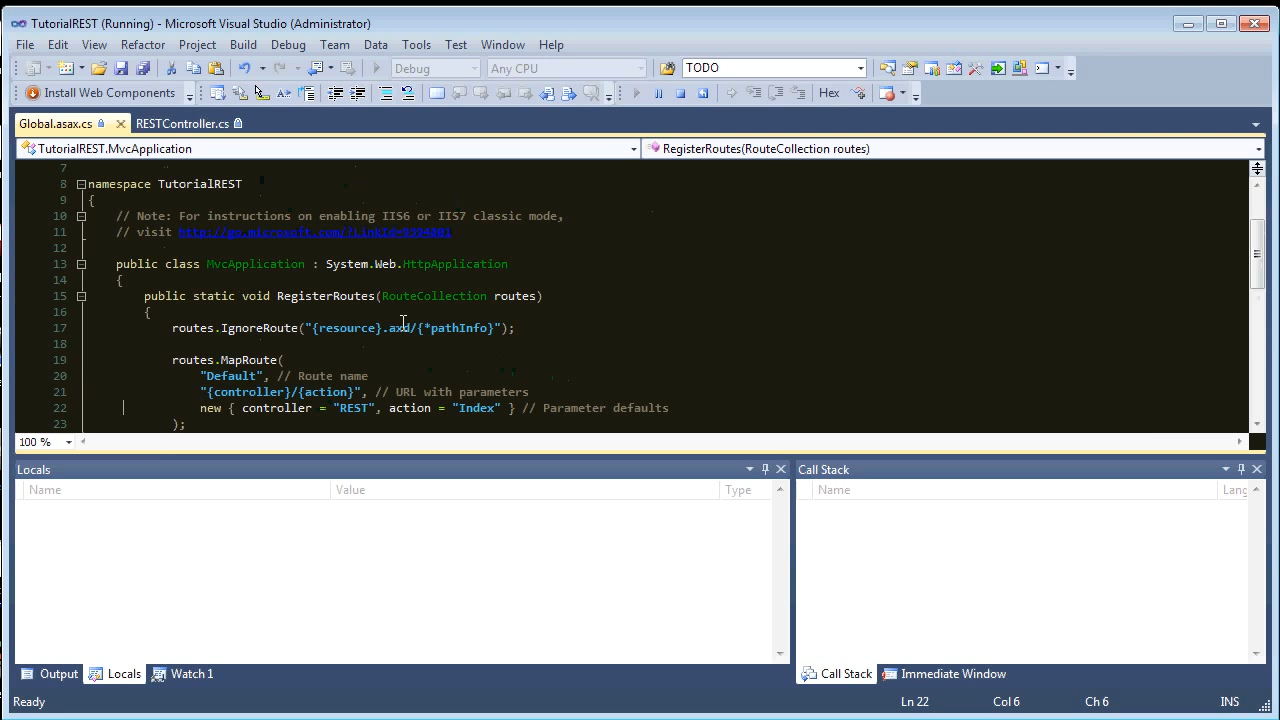 TutorialREST (Running) - Microsoft Visual Studio (Administrator)
File Edit View Refactor Project Build Debug Team Data Tools Test Window Help
Debug Any CPU TODO
Install Web Components Hex
Global.asax.cs RESTController.cs
TutorialREST.MvcApplication RegisterRoutes(RouteCollection routes)
7
8 namespace TutorialREST
9 {
10 // Note: For instructions on enabling IIS6 or IIS7 classic mode,
11 // visit http://go.microsoft.com/?LinkId=9394801
12
13 public class MvcApplication : System.Web.HttpApplication
14 {
15 public static void RegisterRoutes(RouteCollection routes)
16 {
17 routes.IgnoreRoute("{resource}.axd/{*pathInfo}");
18
19 routes.MapRoute(
20 "Default", // Route name
21 "{controller}/{action}", // URL with parameters
22 new { controller = "REST", action = "Index" } // Parameter defaults
23 );
100 %
Locals Call Stack
Name Value Type Name Lang
Output Locals Watch 1 Call Stack Immediate Window
Ready Ln 22 Col 6 Ch 6 INS